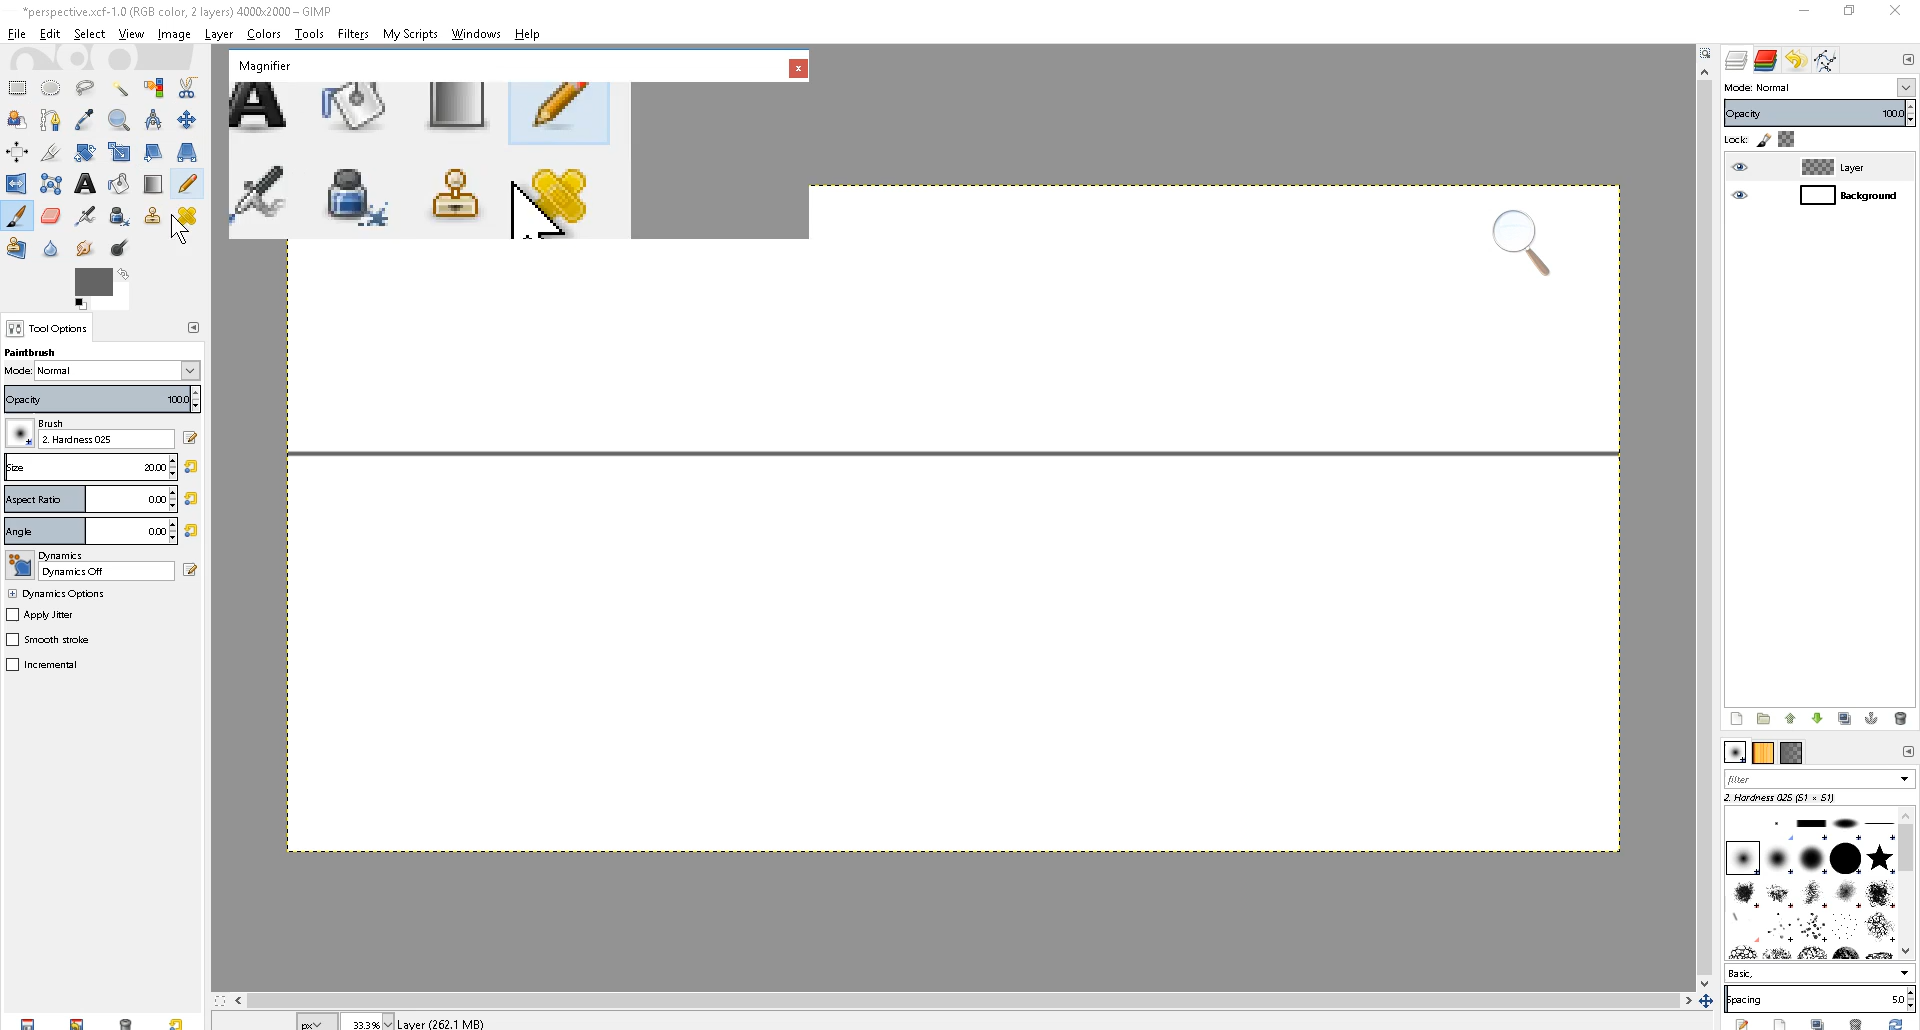 *perspective.xcf-1.0 (RGB color, 2 layers) 4000x2000 – GIMP
File Edit Select View Image Layer Colors Tools Filters My Scripts Windows Help
Magnifier
Tool Options
Paintbrush
Mode: Normal
Opacity 100.0
Brush
2. Hardness 025
Size 20.00
Aspect Ratio 0.00
Angle 0.00
Dynamics
Dynamics Off
Dynamics Options
Apply Jitter
Smooth stroke
Incremental
px 33.3% Layer (262.1 MB)
Mode: Normal
Opacity 100.0
Lock:
Layer
Background
filter
2. Hardness 025 (51 × 51)
Basic,
Spacing 5.0